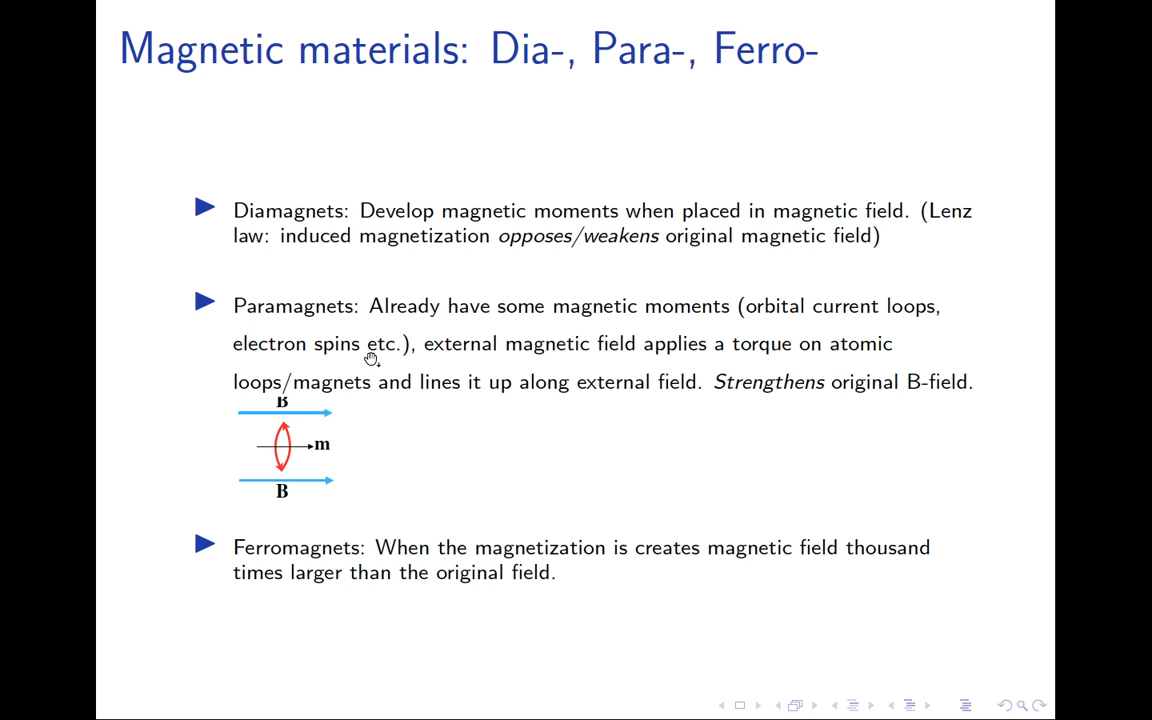 Magnetic materials: Dia-, Para-, Ferro-
Diamagnets: Develop magnetic moments when placed in magnetic field. (Lenz
law: induced magnetization opposes/weakens original magnetic field)
Paramagnets: Already have some magnetic moments (orbital current loops,
electron spins etc.), external magnetic field applies a torque on atomic
loops/magnets and lines it up along external field. Strengthens original B-field.
B
m
B
Ferromagnets: When the magnetization is creates magnetic field thousand
times larger than the original field.